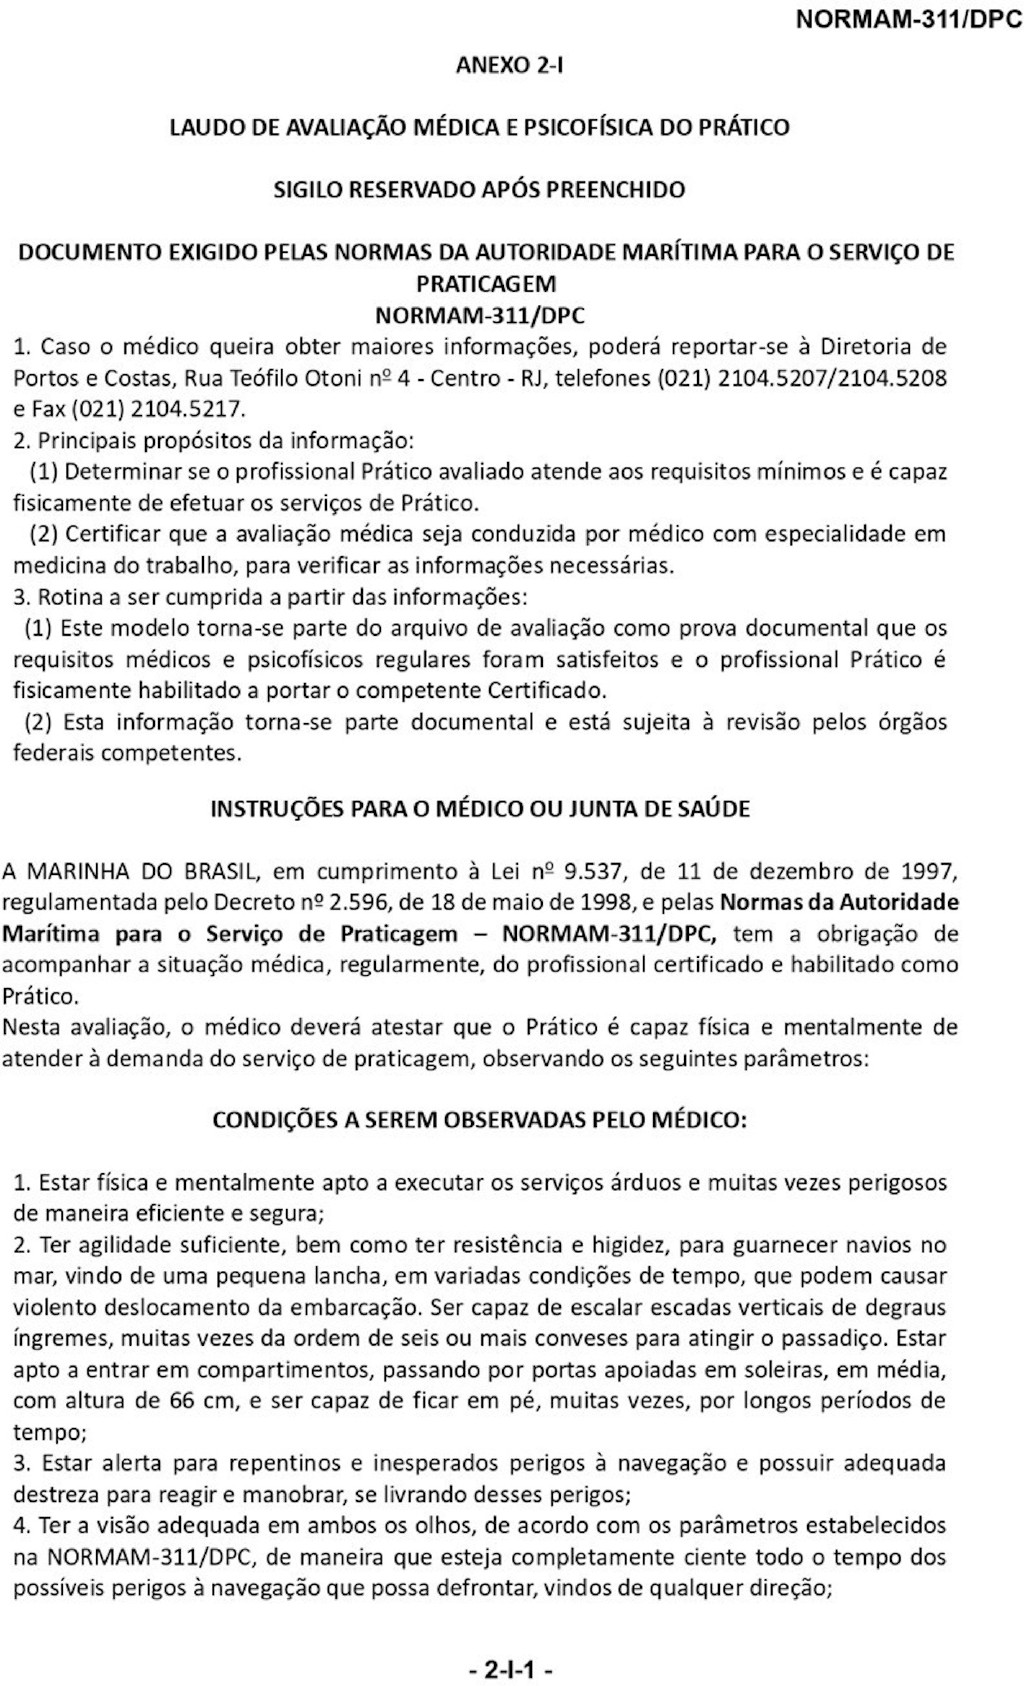 NORMAM-311/DPC
ANEXO 2-I
LAUDO DE AVALIAÇÃO MÉDICA E PSICOFÍSICA DO PRÁTICO
SIGILO RESERVADO APÓS PREENCHIDO
DOCUMENTO EXIGIDO PELAS NORMAS DA AUTORIDADE MARÍTIMA PARA O SERVIÇO DE
PRATICAGEM
NORMAM-311/DPC
1. Caso o médico queira obter maiores informações, poderá reportar-se à Diretoria de
Portos e Costas, Rua Teófilo Otoni nº 4 - Centro - RJ, telefones (021) 2104.5207/2104.5208
e Fax (021) 2104.5217.
2. Principais propósitos da informação:
(1) Determinar se o profissional Prático avaliado atende aos requisitos mínimos e é capaz
fisicamente de efetuar os serviços de Prático.
(2) Certificar que a avaliação médica seja conduzida por médico com especialidade em
medicina do trabalho, para verificar as informações necessárias.
3. Rotina a ser cumprida a partir das informações:
(1) Este modelo torna-se parte do arquivo de avaliação como prova documental que os
requisitos médicos e psicofísicos regulares foram satisfeitos e o profissional Prático é
fisicamente habilitado a portar o competente Certificado.
(2) Esta informação torna-se parte documental e está sujeita à revisão pelos órgãos
federais competentes.
INSTRUÇÕES PARA O MÉDICO OU JUNTA DE SAÚDE
A MARINHA DO BRASIL, em cumprimento à Lei nº 9.537, de 11 de dezembro de 1997,
regulamentada pelo Decreto nº 2.596, de 18 de maio de 1998, e pelas Normas da Autoridade
Marítima para o Serviço de Praticagem – NORMAM-311/DPC, tem a obrigação de
acompanhar a situação médica, regularmente, do profissional certificado e habilitado como
Prático.
Nesta avaliação, o médico deverá atestar que o Prático é capaz física e mentalmente de
atender à demanda do serviço de praticagem, observando os seguintes parâmetros:
CONDIÇÕES A SEREM OBSERVADAS PELO MÉDICO:
1. Estar física e mentalmente apto a executar os serviços árduos e muitas vezes perigosos
de maneira eficiente e segura;
2. Ter agilidade suficiente, bem como ter resistência e higidez, para guarnecer navios no
mar, vindo de uma pequena lancha, em variadas condições de tempo, que podem causar
violento deslocamento da embarcação. Ser capaz de escalar escadas verticais de degraus
íngremes, muitas vezes da ordem de seis ou mais conveses para atingir o passadiço. Estar
apto a entrar em compartimentos, passando por portas apoiadas em soleiras, em média,
com altura de 66 cm, e ser capaz de ficar em pé, muitas vezes, por longos períodos de
tempo;
3. Estar alerta para repentinos e inesperados perigos à navegação e possuir adequada
destreza para reagir e manobrar, se livrando desses perigos;
4. Ter a visão adequada em ambos os olhos, de acordo com os parâmetros estabelecidos
na NORMAM-311/DPC, de maneira que esteja completamente ciente todo o tempo dos
possíveis perigos à navegação que possa defrontar, vindos de qualquer direção;
- 2-I-1 -